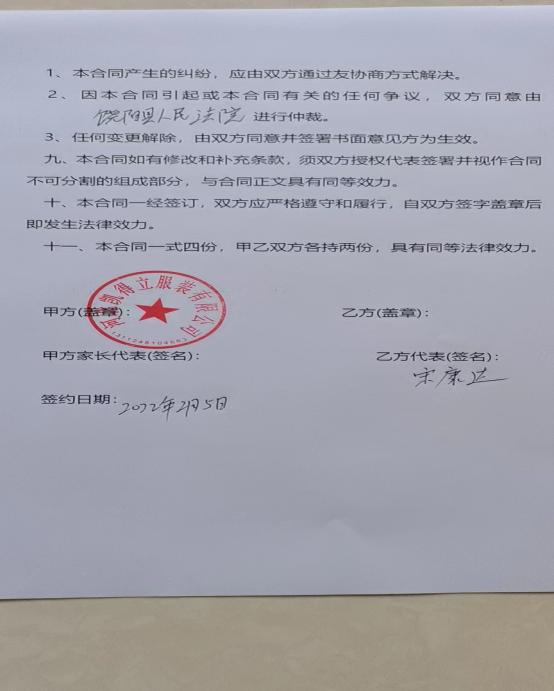 1、本合同产生的纠纷，应由双方通过友协商方式解决。
2、因本合同引起或本合同有关的任何争议，双方同意由
饶阳县人民法院 进行仲裁。
3、任何变更解除，由双方同意并签署书面意见方为生效。
九、本合同如有修改和补充条款，须双方授权代表签署并视作合同
不可分割的组成部分，与合同正文具有同等效力。
十、本合同一经签订，双方应严格遵守和履行，自双方签字盖章后
即发生法律效力。
十一、本合同一式四份，甲乙双方各持两份，具有同等法律效力。
凯得立服装有限公司
甲方(盖章)： 乙方(盖章)：
甲方家长代表(签名)： 乙方代表(签名)：
宋康达
签约日期：2022年2月5日